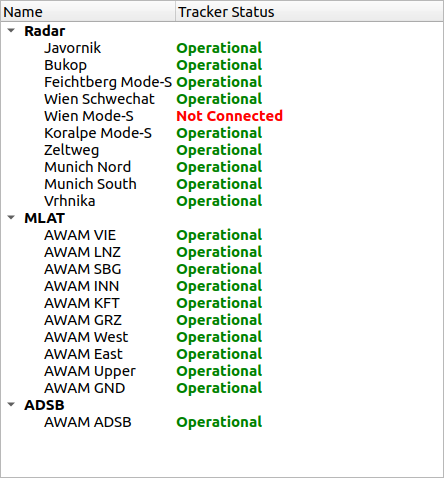 Name Tracker Status
Radar
Javornik Operational
Bukop Operational
Feichtberg Mode-S Operational
Wien Schwechat Operational
Wien Mode-S Not Connected
Koralpe Mode-S Operational
Zeltweg Operational
Munich Nord Operational
Munich South Operational
Vrhnika Operational
MLAT
AWAM VIE Operational
AWAM LNZ Operational
AWAM SBG Operational
AWAM INN Operational
AWAM KFT Operational
AWAM GRZ Operational
AWAM West Operational
AWAM East Operational
AWAM Upper Operational
AWAM GND Operational
ADSB
AWAM ADSB Operational